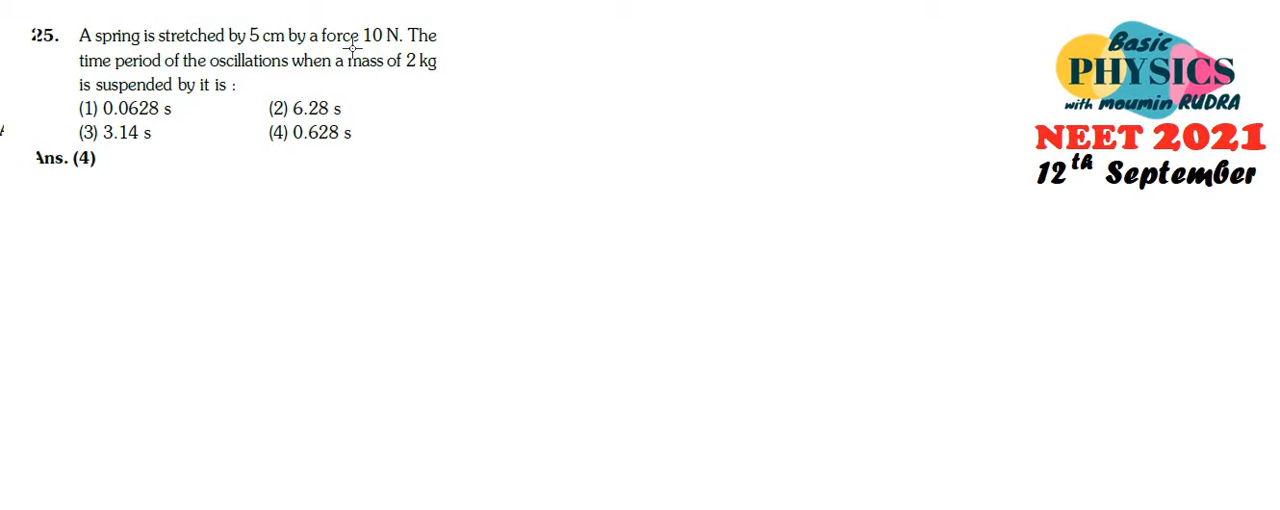 25. A spring is stretched by 5 cm by a force 10 N. The
time period of the oscillations when a mass of 2 kg
is suspended by it is :
(1) 0.0628 s (2) 6.28 s
(3) 3.14 s (4) 0.628 s
Ans. (4)
Basic
PHYSICS
with moumin RUDRA
NEET 2021
12th September